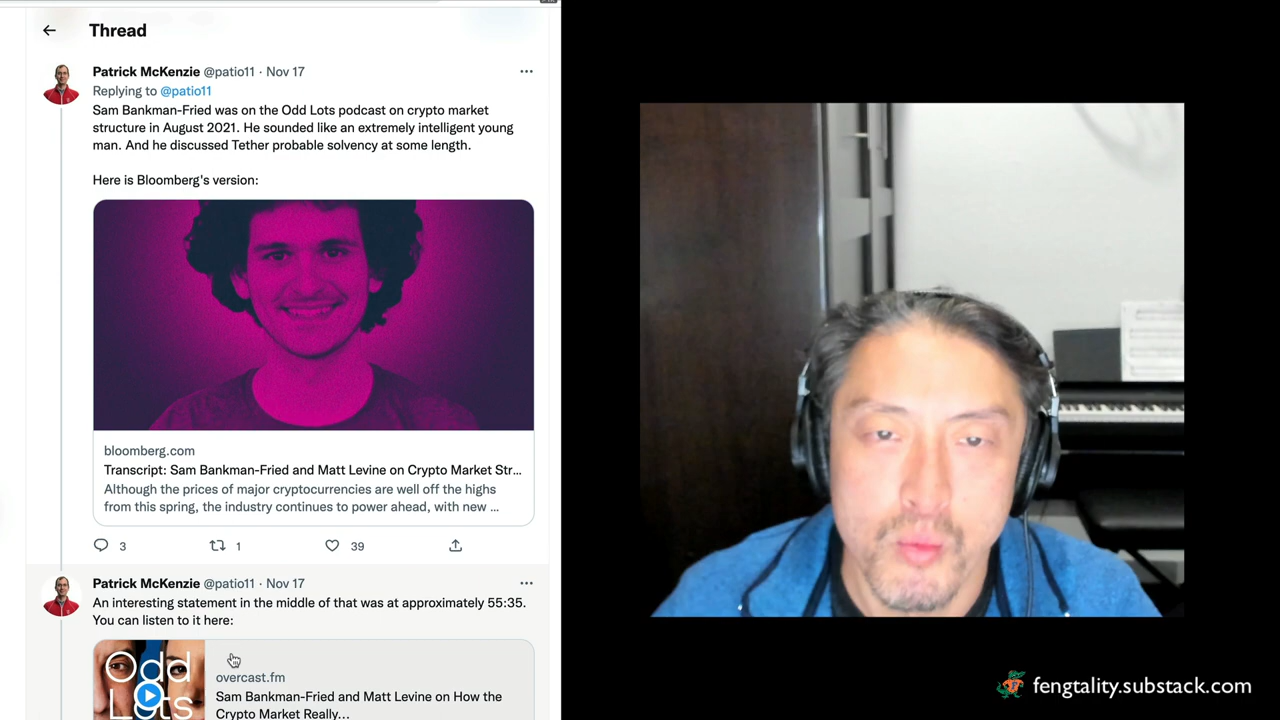 Thread
Patrick McKenzie @patio11 · Nov 17
Replying to @patio11
Sam Bankman-Fried was on the Odd Lots podcast on crypto market
structure in August 2021. He sounded like an extremely intelligent young
man. And he discussed Tether probable solvency at some length.
Here is Bloomberg's version:
bloomberg.com
Transcript: Sam Bankman-Fried and Matt Levine on Crypto Market Str...
Although the prices of major cryptocurrencies are well off the highs
from this spring, the industry continues to power ahead, with new ...
3 1 39
Patrick McKenzie @patio11 · Nov 17
An interesting statement in the middle of that was at approximately 55:35.
You can listen to it here:
Odd
Lots
overcast.fm
Sam Bankman-Fried and Matt Levine on How the
Crypto Market Really...
fengtality.substack.com